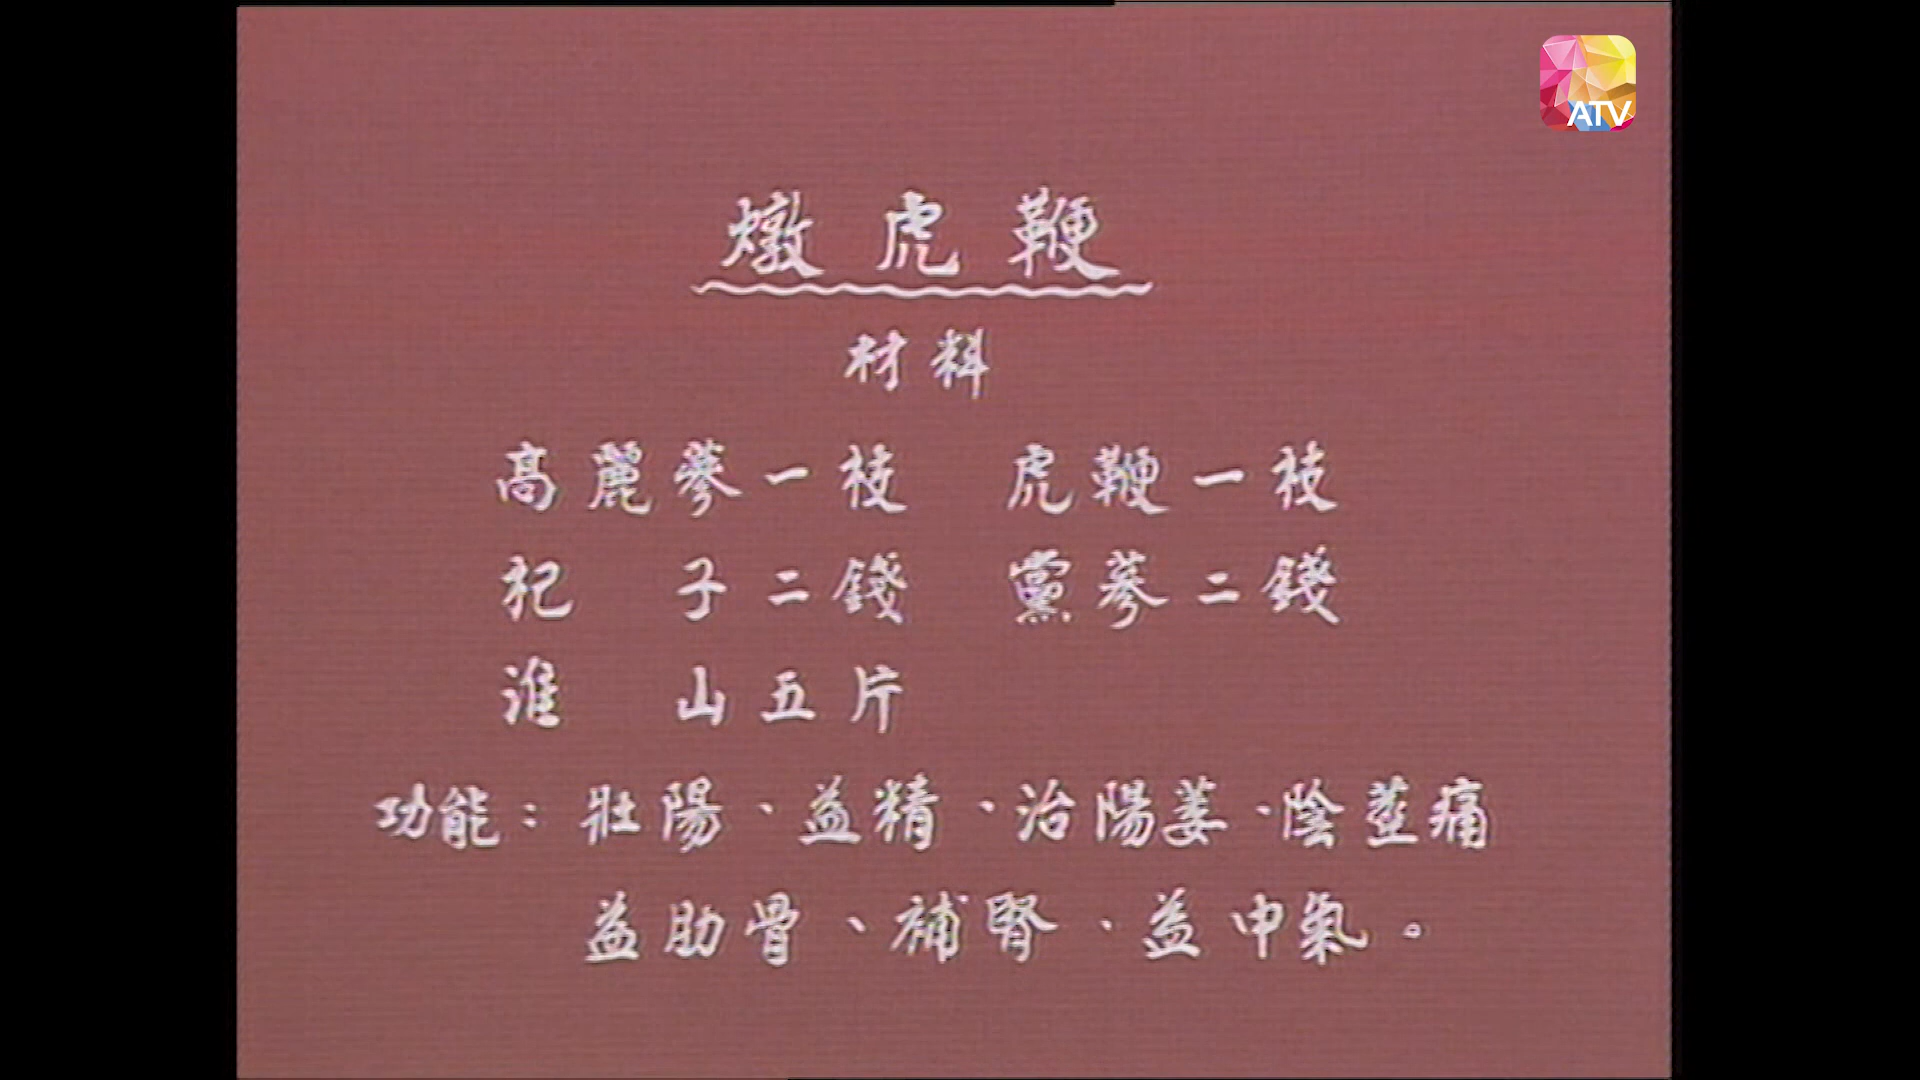 ATV
燉虎鞭
材料
高麗蔘一枝 虎鞭一枝
杞 子二錢 黨蔘二錢
淮 山五片
功能：壯陽、益精、治陽萎、陰莖痛
益肋骨、補腎、益中氣。